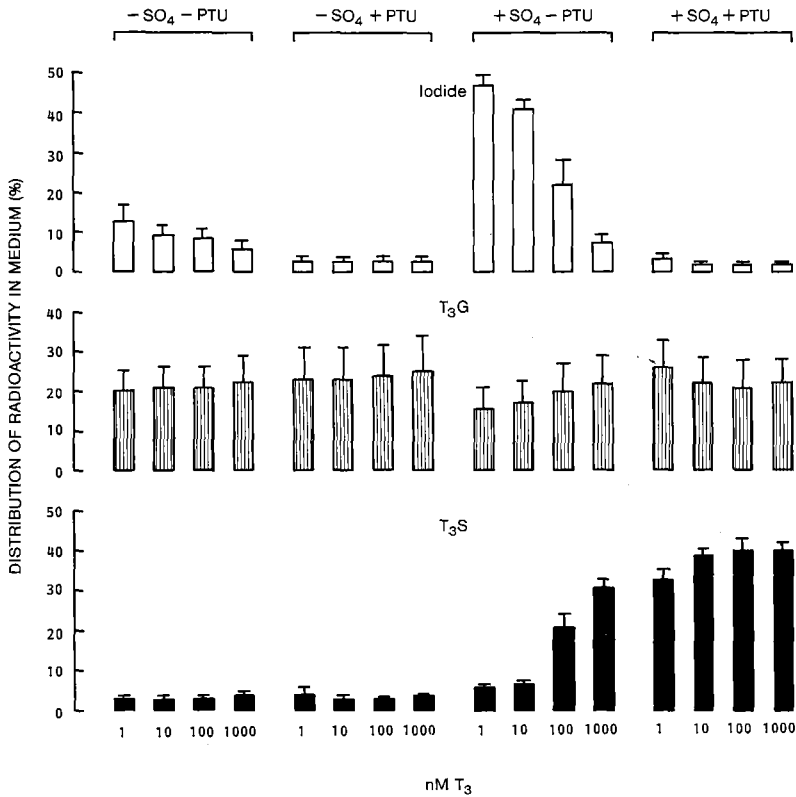 − SO₄ − PTU − SO₄ + PTU + SO₄ − PTU + SO₄ + PTU
DISTRIBUTION OF RADIOACTIVITY IN MEDIUM (%)
Iodide
50
40
30
20
10
0
T₃G
40
30
20
10
0
T₃S
50
40
30
20
10
0
1 10 100 1000 1 10 100 1000 1 10 100 1000 1 10 100 1000
nM T₃